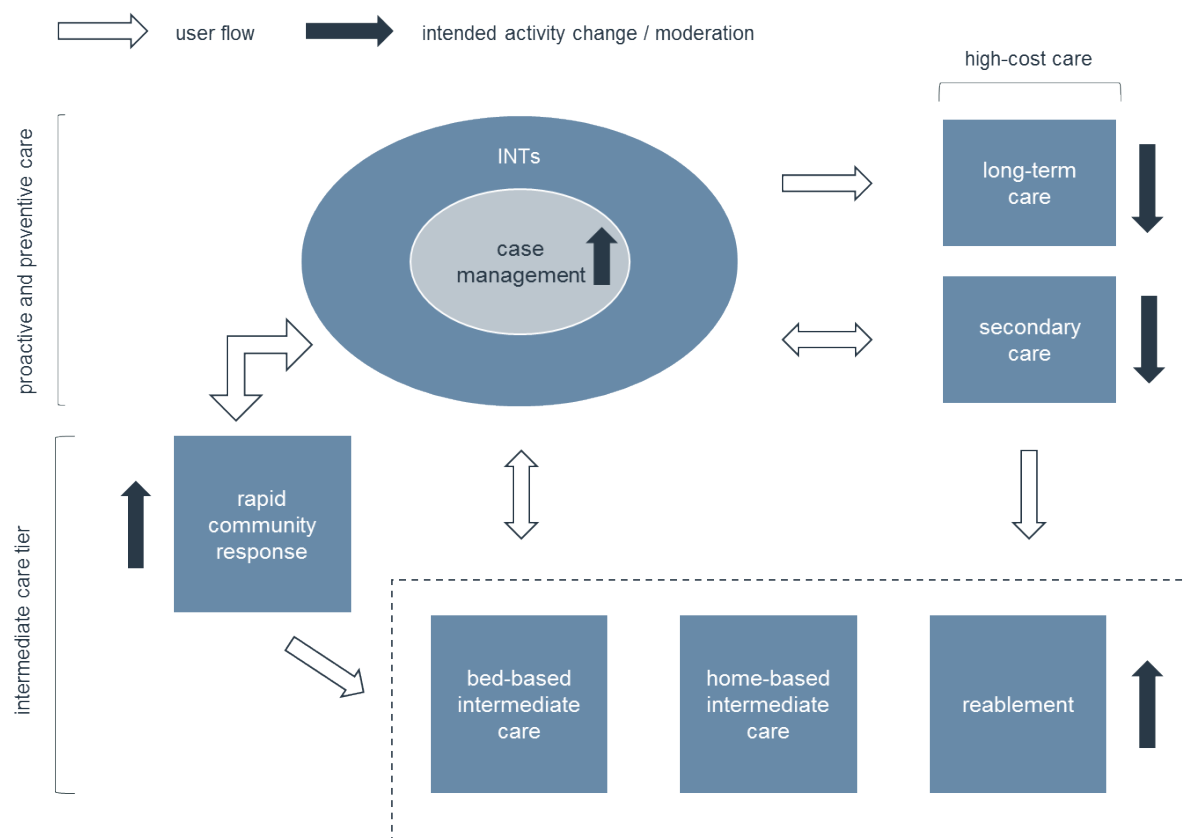 user flow
intended activity change / moderation
high-cost care
proactive and preventive care
INTs
case
management
long-term
care
secondary
care
intermediate care tier
rapid
community
response
bed-based
intermediate
care
home-based
intermediate care
reablement